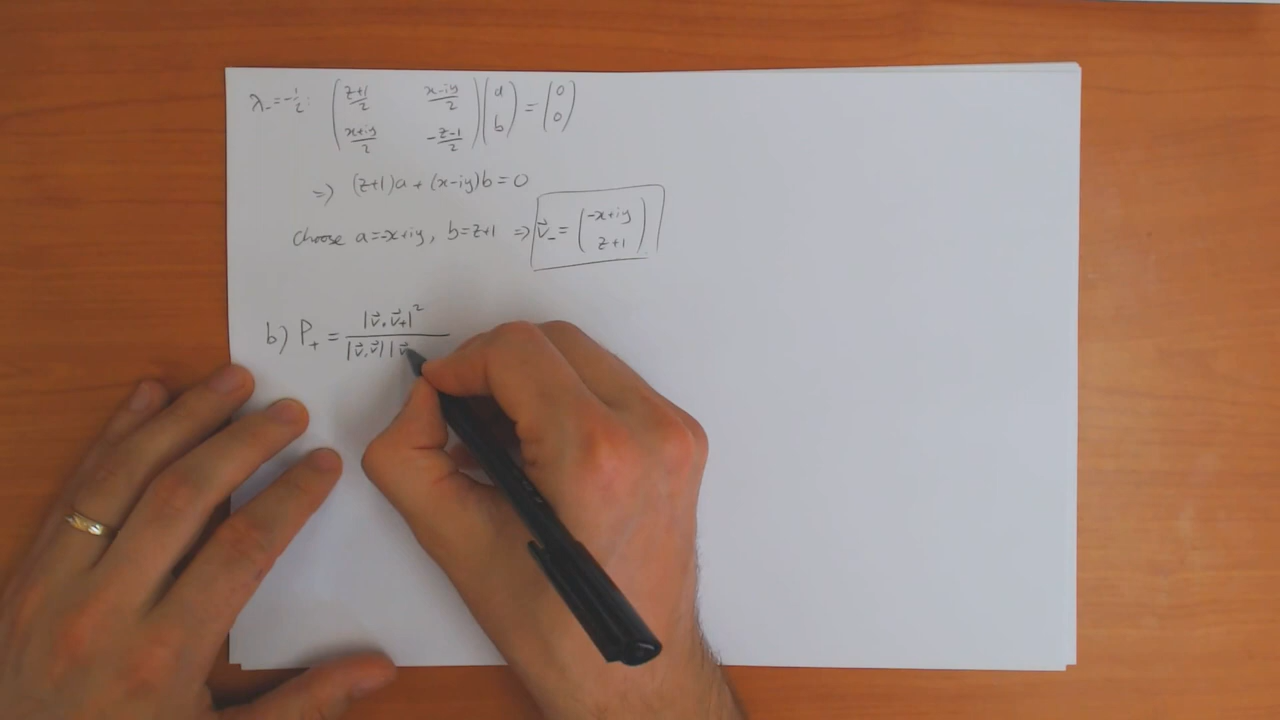 λ₋ = -1/2 : ( (z+1)/2 (x-iy)/2 ; (x+iy)/2 -(z-1)/2 ) ( a ; b ) = ( 0 ; 0 )
⇒ (z+1)a + (x-iy)b = 0
Choose a = -x+iy, b = z+1 ⇒ v⃗₋ = ( -x+iy ; z+1 )
b) P₊ = |v⃗·v⃗₊|² / |v⃗·v⃗| |v⃗